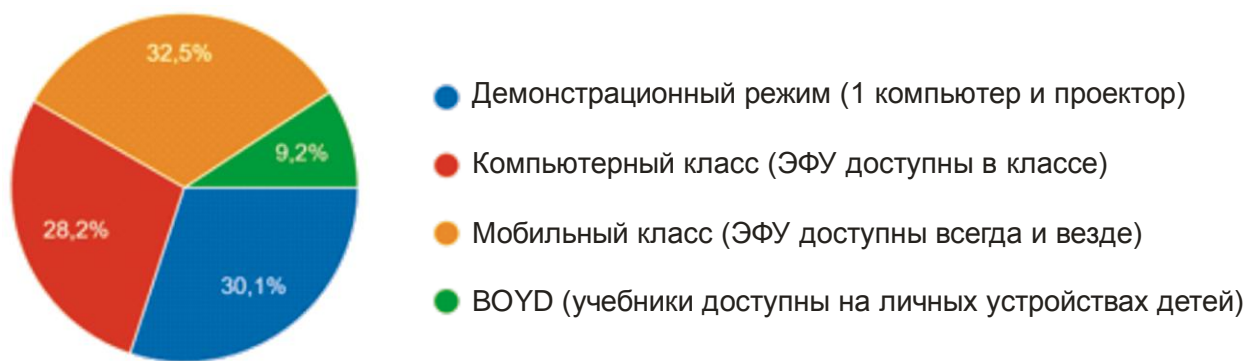 32,5%
9,2%
28,2%
30,1%
Демонстрационный режим (1 компьютер и проектор)
Компьютерный класс (ЭФУ доступны в классе)
Мобильный класс (ЭФУ доступны всегда и везде)
BOYD (учебники доступны на личных устройствах детей)